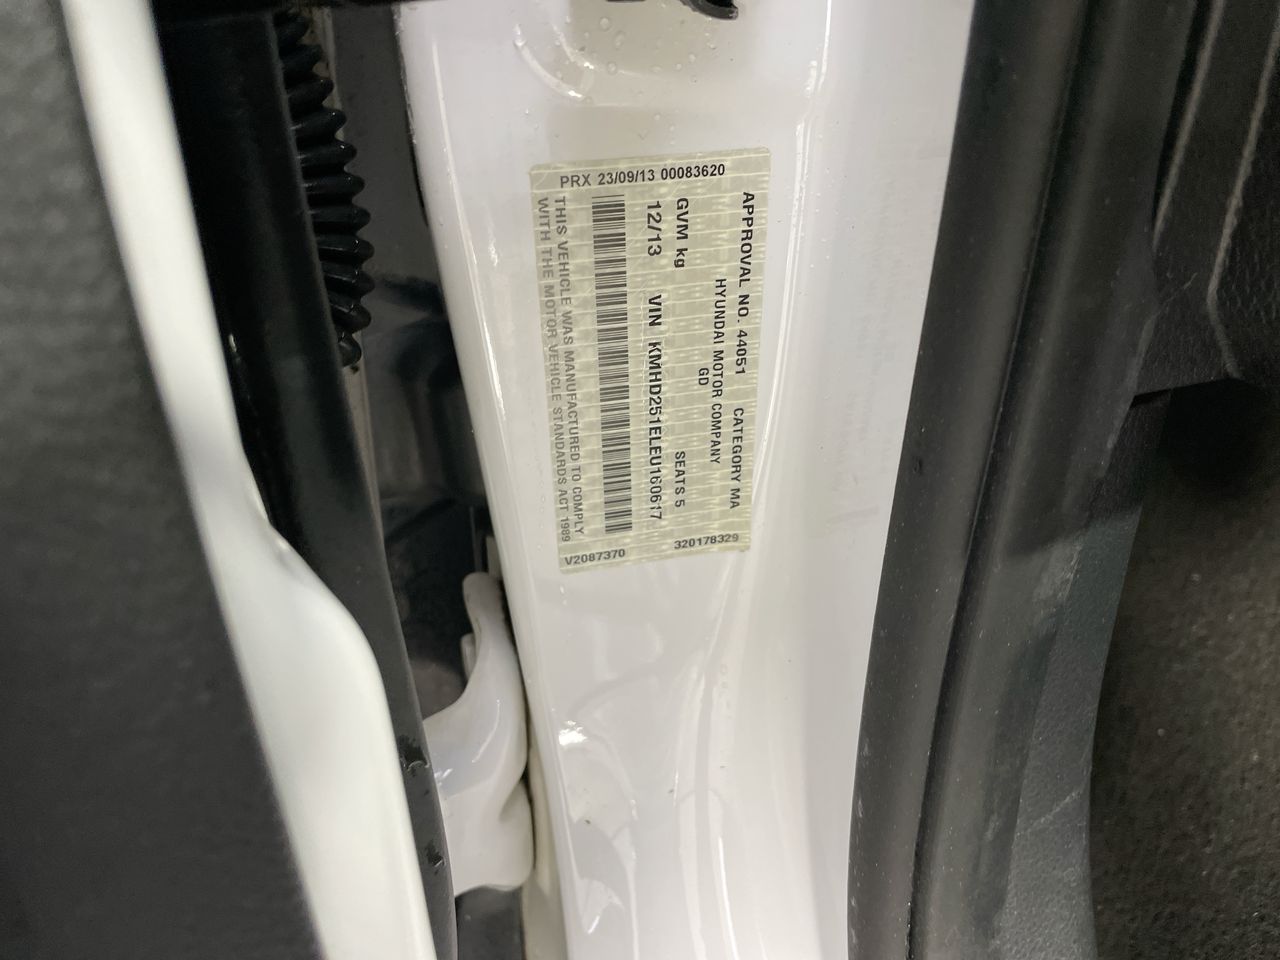 PRX 23/09/13 00083620
APPROVAL NO. 44051 CATEGORY MA
HYUNDAI MOTOR COMPANY
GD
GVM kg SEATS 5
12/13 VIN KMHD251ELEU160617
THIS VEHICLE WAS MANUFACTURED TO COMPLY
WITH THE MOTOR VEHICLE STANDARDS ACT 1989
V2087370 320178329